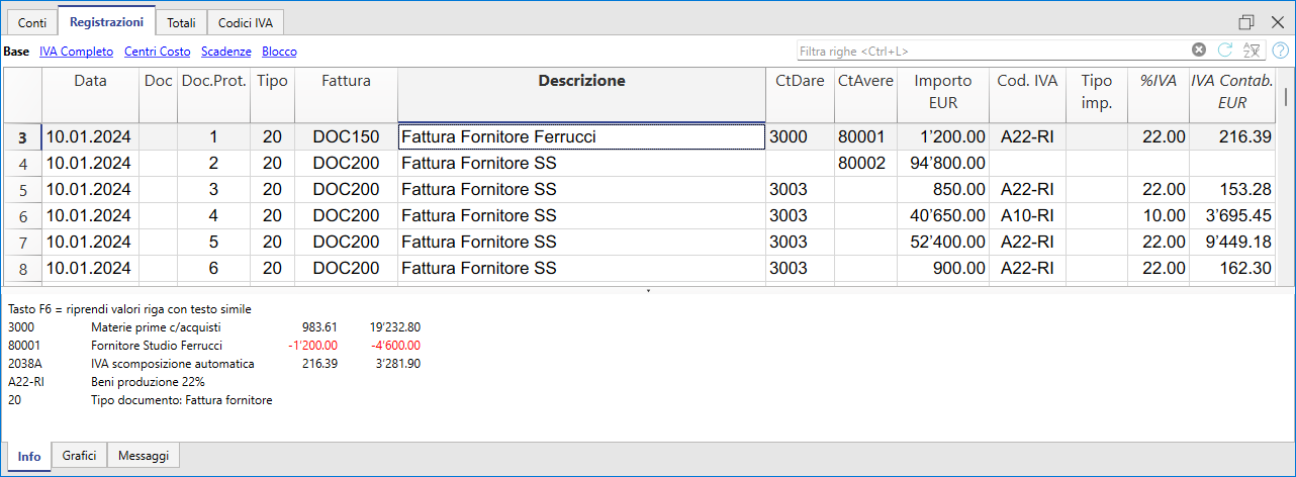 Conti Registrazioni Totali Codici IVA
Base IVA Completo Centri Costo Scadenze Blocco Filtra righe <Ctrl+L>
Data Doc Doc.Prot. Tipo Fattura Descrizione CtDare CtAvere Importo EUR Cod. IVA Tipo imp. %IVA IVA Contab. EUR
3 10.01.2024 1 20 DOC150 Fattura Fornitore Ferrucci 3000 80001 1’200.00 A22-RI 22.00 216.39
4 10.01.2024 2 20 DOC200 Fattura Fornitore SS 80002 94’800.00
5 10.01.2024 3 20 DOC200 Fattura Fornitore SS 3003 850.00 A22-RI 22.00 153.28
6 10.01.2024 4 20 DOC200 Fattura Fornitore SS 3003 40’650.00 A10-RI 10.00 3’695.45
7 10.01.2024 5 20 DOC200 Fattura Fornitore SS 3003 52’400.00 A22-RI 22.00 9’449.18
8 10.01.2024 6 20 DOC200 Fattura Fornitore SS 3003 900.00 A22-RI 22.00 162.30
Tasto F6 = riprendi valori riga con testo simile
3000 Materie prime c/acquisti 983.61 19’232.80
80001 Fornitore Studio Ferrucci -1’200.00 -4’600.00
2038A IVA scomposizione automatica 216.39 3’281.90
A22-RI Beni produzione 22%
20 Tipo documento: Fattura fornitore
Info Grafici Messaggi